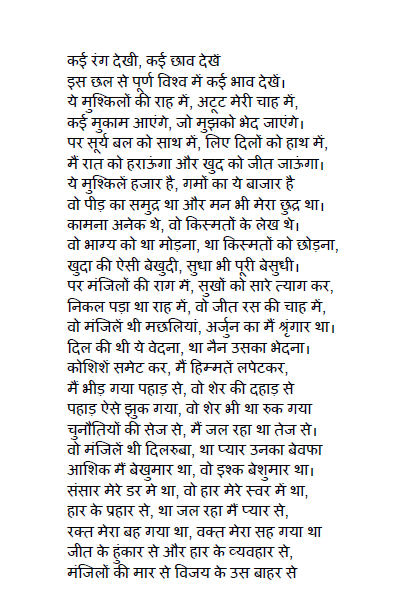 कई रंग देखी, कई छाव देखें
इस छल से पूर्ण विश्व में कई भाव देखें।
ये मुश्किलों की राह में, अटूट मेरी चाह में,
कई मुकाम आएंगे, जो मुझको भेद जाएंगे।
पर सूर्य बल को साथ में, लिए दिलों को हाथ में,
मैं रात को हराऊंगा और खुद को जीत जाऊंगा।
ये मुश्किलें हजार है, गमों का ये बाजार है
वो पीड़ का समुद्र था और मन भी मेरा छुद्र था।
कामना अनेक थे, वो किस्मतों के लेख थे।
वो भाग्य को था मोड़ना, था किस्मतों को छोड़ना,
खुदा की ऐसी बेखुदी, सुधा भी पूरी बेसुधी।
पर मंजिलों की राग में, सुखों को सारे त्याग कर,
निकल पड़ा था राह में, वो जीत रस की चाह में,
वो मंजिलें थी मछलियां, अर्जुन का मैं श्रृंगार था।
दिल की थी ये वेदना, था नैन उसका भेदना।
कोशिशें समेट कर, मैं हिम्मतें लपेटकर,
मैं भीड़ गया पहाड़ से, वो शेर की दहाड़ से
पहाड़ ऐसे झुक गया, वो शेर भी था रुक गया
चुनौतियों की सेज से, मैं जल रहा था तेज से।
वो मंजिलें थी दिलरुबा, था प्यार उनका बेवफा
आशिक मैं बेखुमार था, वो इश्क बेशुमार था।
संसार मेरे डर मे था, वो हार मेरे स्वर में था,
हार के प्रहार से, था जल रहा मैं प्यार से,
रक्त मेरा बह गया था, वक्त मेरा सह गया था
जीत के हुंकार से और हार के व्यवहार से,
मंजिलों की मार से विजय के उस बाहर से